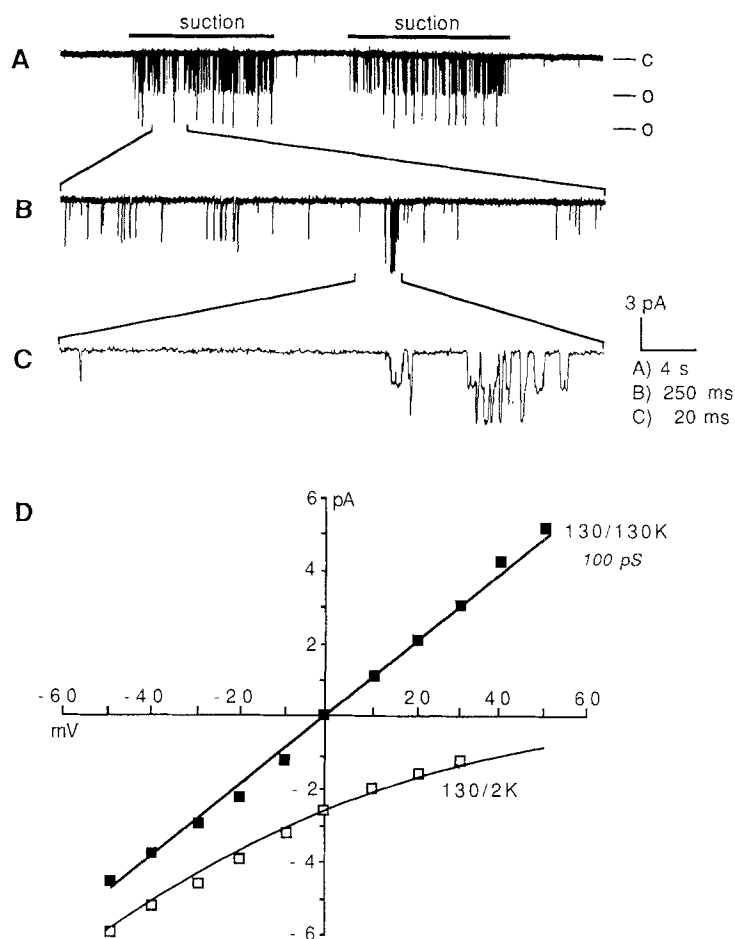 suction suction
A
C
O
O
B
3 pA
C
A) 4 s
B) 250 ms
C) 20 ms
D
6 pA
130/130K
100 pS
4
2
-60 -40 -20 20 40 60
mV
-2
130/2K
-4
-6